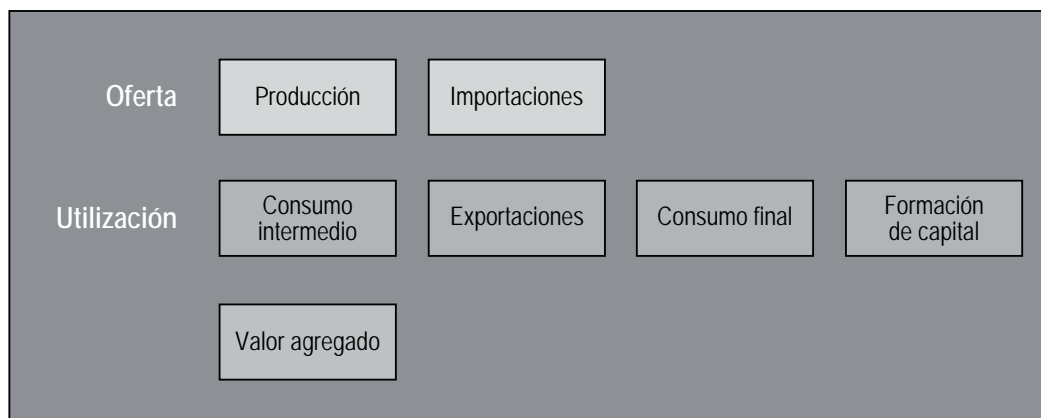 Oferta
Producción
Importaciones
Utilización
Consumo
intermedio
Exportaciones
Consumo final
Formación
de capital
Valor agregado